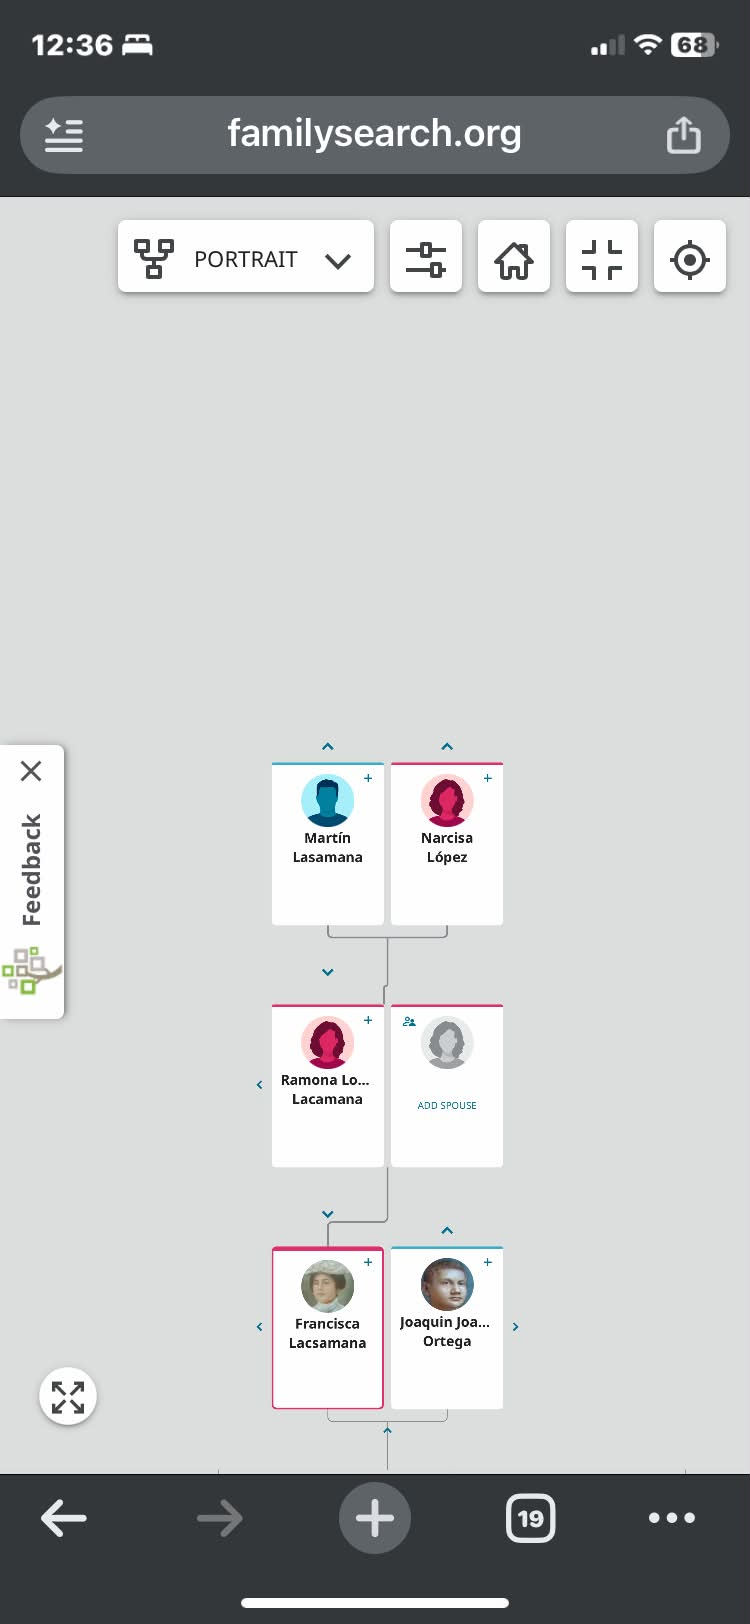 12:36
68
familysearch.org
PORTRAIT
Feedback
Martín
Lasamana
Narcisa
López
Ramona Lo...
Lacamana
ADD SPOUSE
Francisca
Lacsamana
Joaquin Joa...
Ortega
19